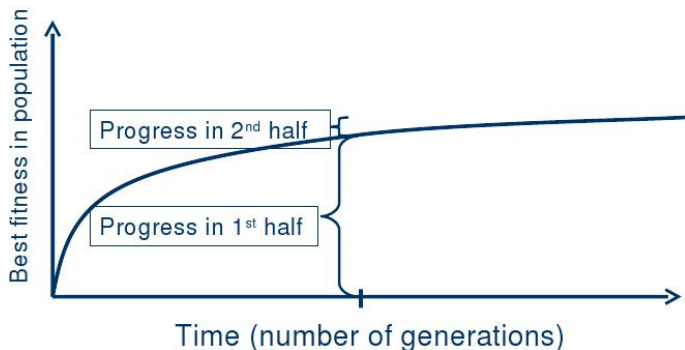 Best fitness in population
Progress in 2nd half
Progress in 1st half
Time (number of generations)